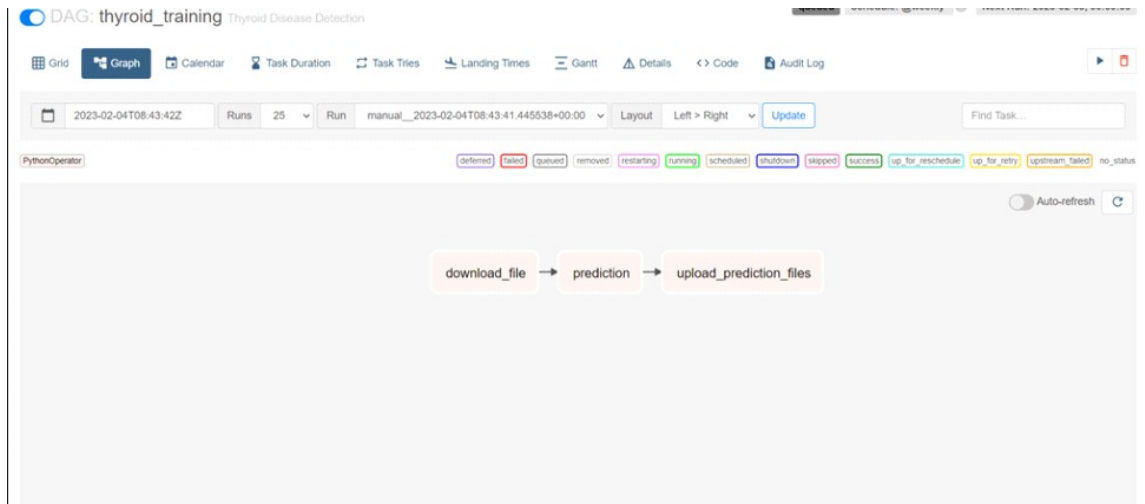 DAG: thyroid_training Thyroid Disease Detection
Grid Graph Calendar Task Duration Task Tries Landing Times Gantt Details <> Code Audit Log
2023-02-04T08:43:42Z Runs 25 Run manual__2023-02-04T08:43:41.445538+00:00 Layout Left > Right Update Find Task...
PythonOperator deferred failed queued removed restarting running scheduled shutdown skipped success up_for_reschedule up_for_retry upstream_failed no_status
Auto-refresh
download_file prediction upload_prediction_files